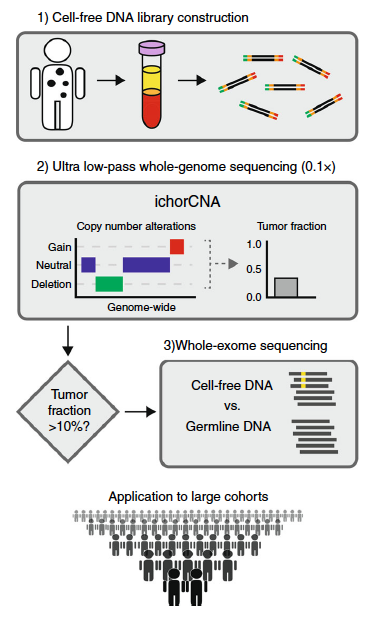 1) Cell-free DNA library construction
2) Ultra low-pass whole-genome sequencing (0.1×)
ichorCNA
Copy number alterations
Tumor fraction
Gain
Neutral
Deletion
1.0
0.5
0.0
Genome-wide
3)Whole-exome sequencing
Tumor
fraction
>10%?
Cell-free DNA
vs.
Germline DNA
Application to large cohorts